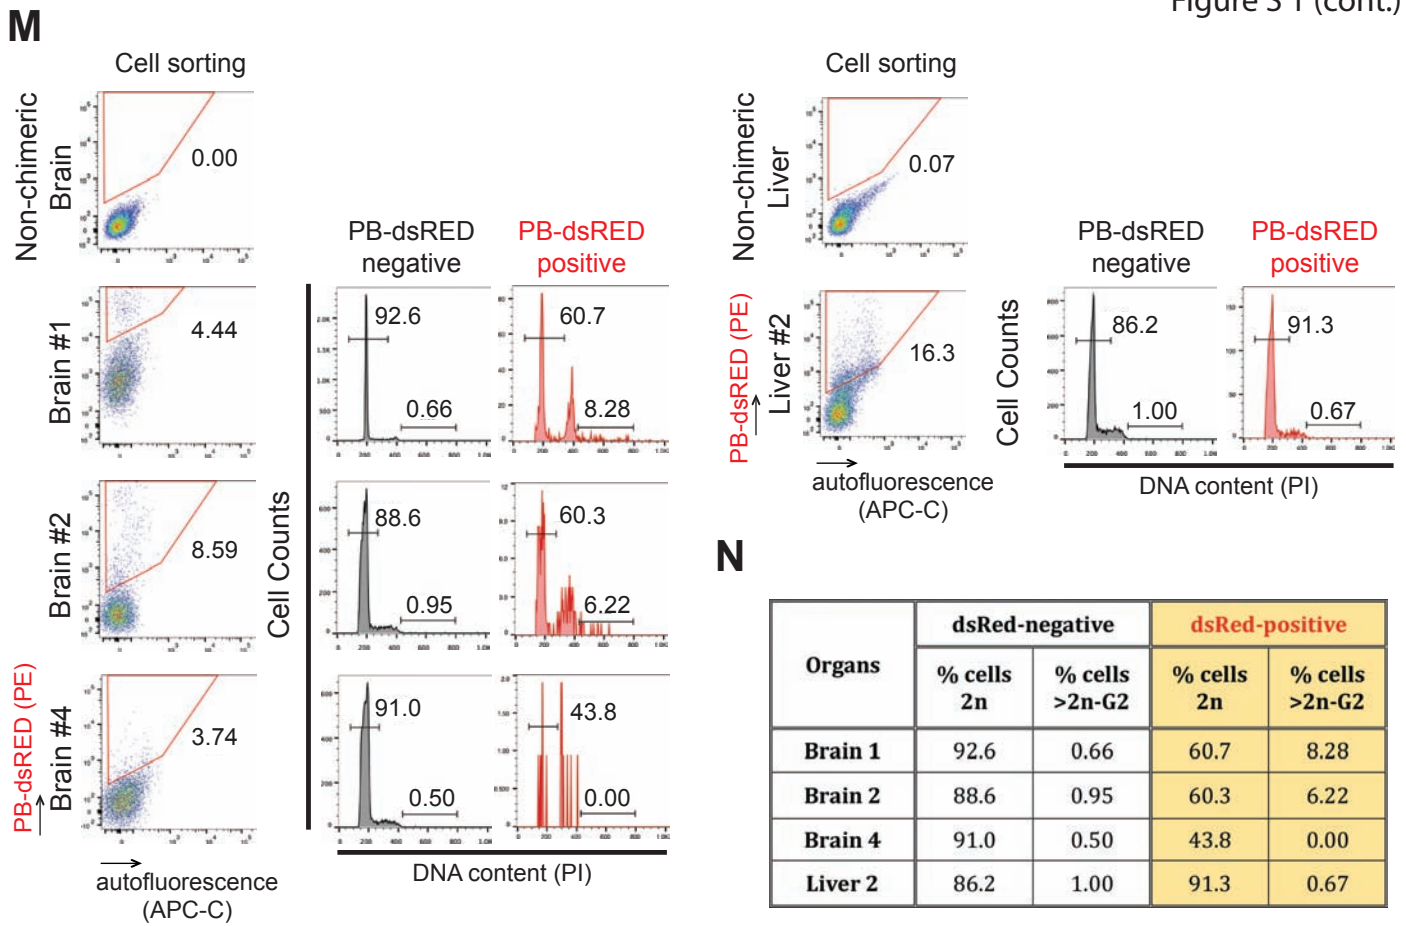 Figure S 1 (cont.)
M
Cell sorting
Non-chimeric
Brain
0.00
Brain #1
4.44
Brain #2
8.59
PB-dsRED (PE)
Brain #4
3.74
autofluorescence
(APC-C)
Cell Counts
PB-dsRED
negative
PB-dsRED
positive
92.6
0.66
60.7
8.28
88.6
0.95
60.3
6.22
91.0
0.50
43.8
0.00
DNA content (PI)
Cell sorting
Non-chimeric
Liver
0.07
PB-dsRED (PE)
Liver #2
16.3
autofluorescence
(APC-C)
Cell Counts
PB-dsRED
negative
PB-dsRED
positive
86.2
1.00
91.3
0.67
DNA content (PI)
N
Organs
dsRed-negative
dsRed-positive
% cells
2n
% cells
>2n-G2
% cells
2n
% cells
>2n-G2
Brain 1 92.6 0.66 60.7 8.28
Brain 2 88.6 0.95 60.3 6.22
Brain 4 91.0 0.50 43.8 0.00
Liver 2 86.2 1.00 91.3 0.67